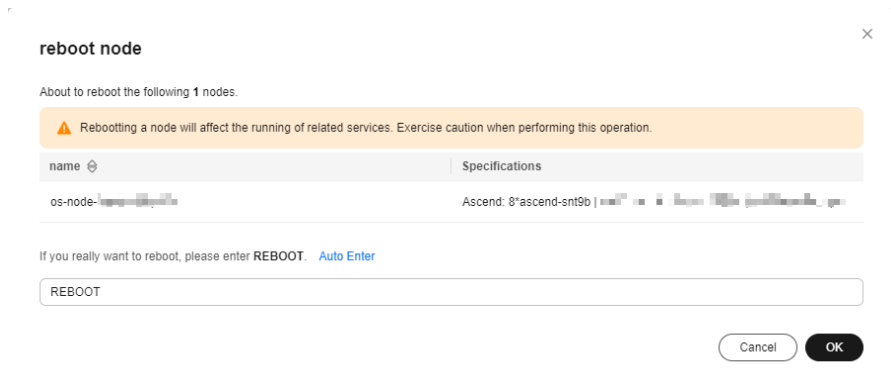 reboot node
About to reboot the following 1 nodes.
Rebooting a node will affect the running of related services. Exercise caution when performing this operation.
name Specifications
os-node- Ascend: 8*ascend-snt9b |
If you really want to reboot, please enter REBOOT. Auto Enter
REBOOT
Cancel OK